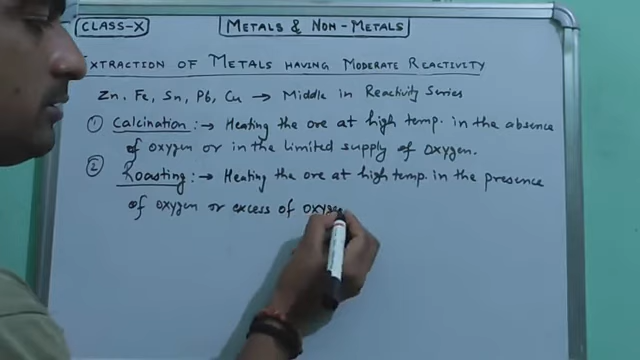 CLASS-X
METALS & NON-METALS
EXTRACTION OF METALS HAVING MODERATE REACTIVITY
Zn, Fe, Sn, Pb, Cu → Middle in Reactivity Series
① Calcination :→ Heating the ore at high temp. in the absence
of oxygen or in the limited supply of oxygen.
② Roasting :→ Heating the ore at high temp. in the presence
of oxygen or excess of oxygen